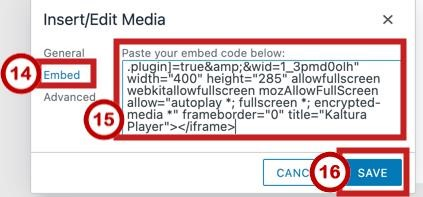 Insert/Edit Media
×
General
Paste your embed code below:
14
Embed
.plugin]=true&amp;&wid=1_3pmd0olh"
width="400" height="285" allowfullscreen
webkitallowfullscreen mozAllowFullScreen
Advanced
allow="autoplay *; fullscreen *; encrypted-
15
media *" frameborder="0" title="Kaltura
Player"></iframe>
CANC
16
SAVE